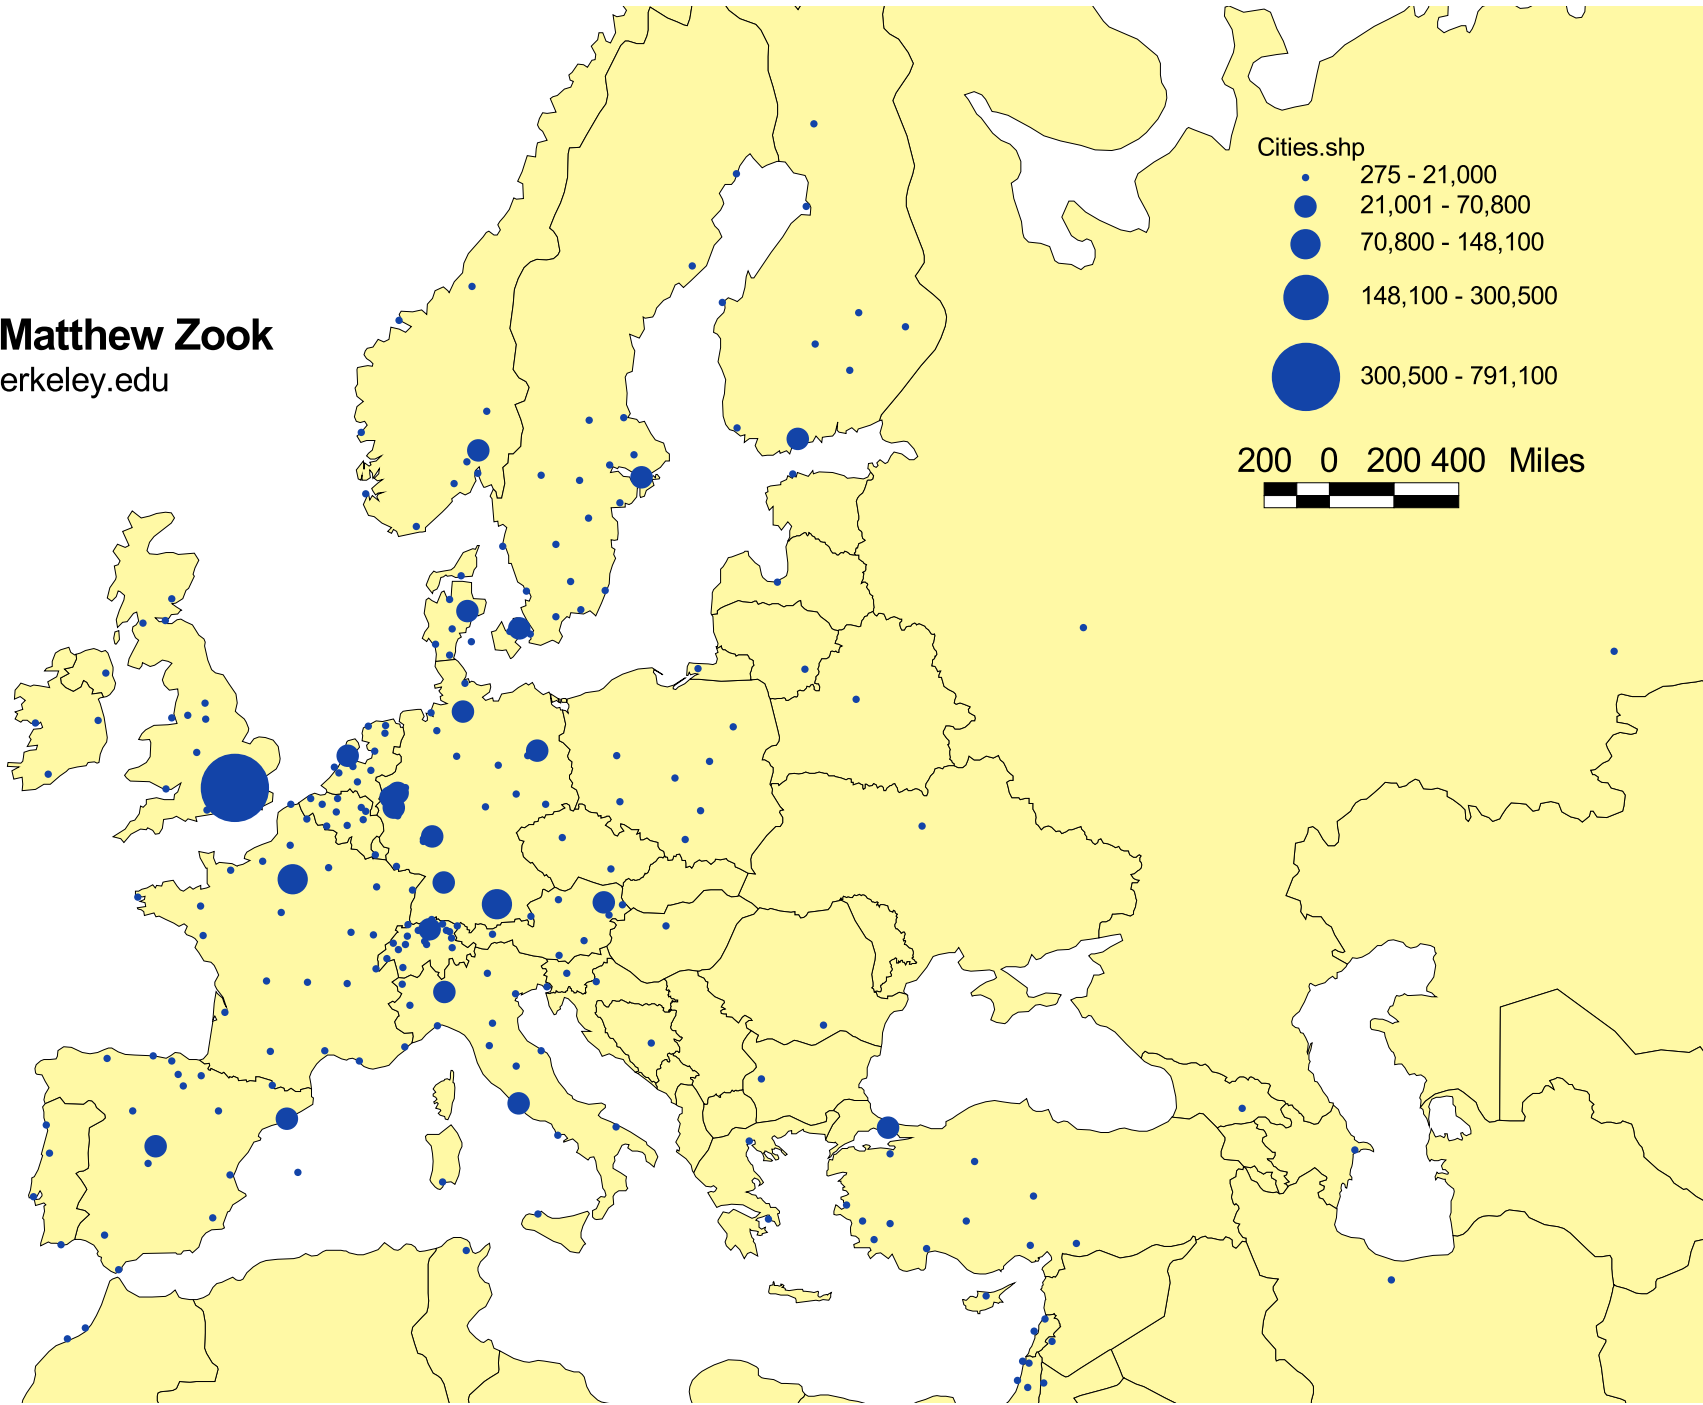 Cities.shp
275 - 21,000
21,001 - 70,800
70,800 - 148,100
148,100 - 300,500
300,500 - 791,100
Matthew Zook
erkeley.edu
200 0 200 400 Miles